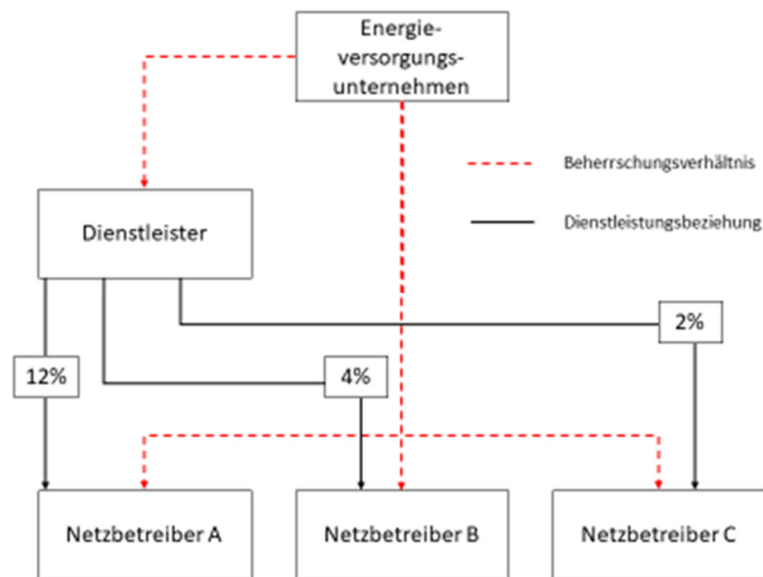 Energie-
versorgungs-
unternehmen
Beherrschungsverhältnis
Dienstleister
Dienstleistungsbeziehung
2%
12%
4%
Netzbetreiber A
Netzbetreiber B
Netzbetreiber C